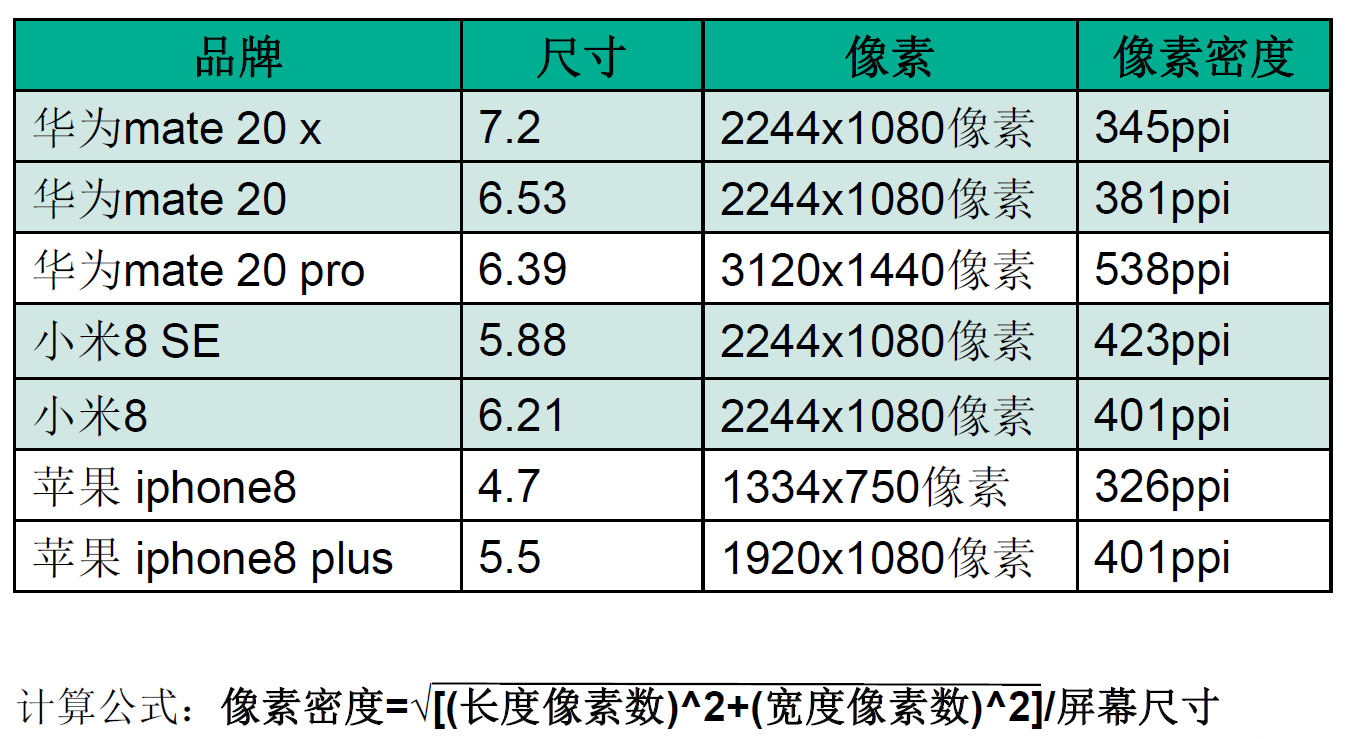 品牌 尺寸 像素 像素密度
华为mate 20 x 7.2 2244x1080像素 345ppi
华为mate 20 6.53 2244x1080像素 381ppi
华为mate 20 pro 6.39 3120x1440像素 538ppi
小米8 SE 5.88 2244x1080像素 423ppi
小米8 6.21 2244x1080像素 401ppi
苹果 iphone8 4.7 1334x750像素 326ppi
苹果 iphone8 plus 5.5 1920x1080像素 401ppi
计算公式：像素密度=√[(长度像素数)^2+(宽度像素数)^2]/屏幕尺寸